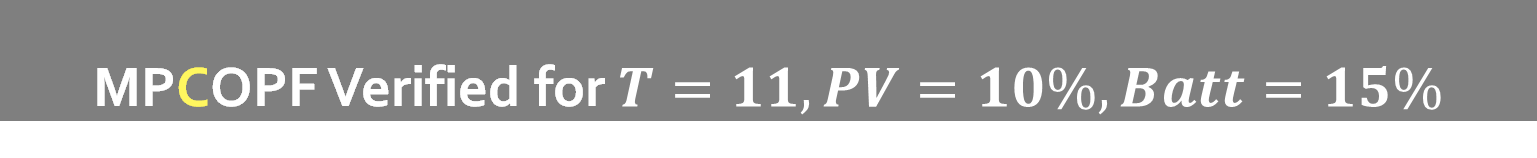 MPCOPF Verified for T = 11, PV = 10%, Batt = 15%